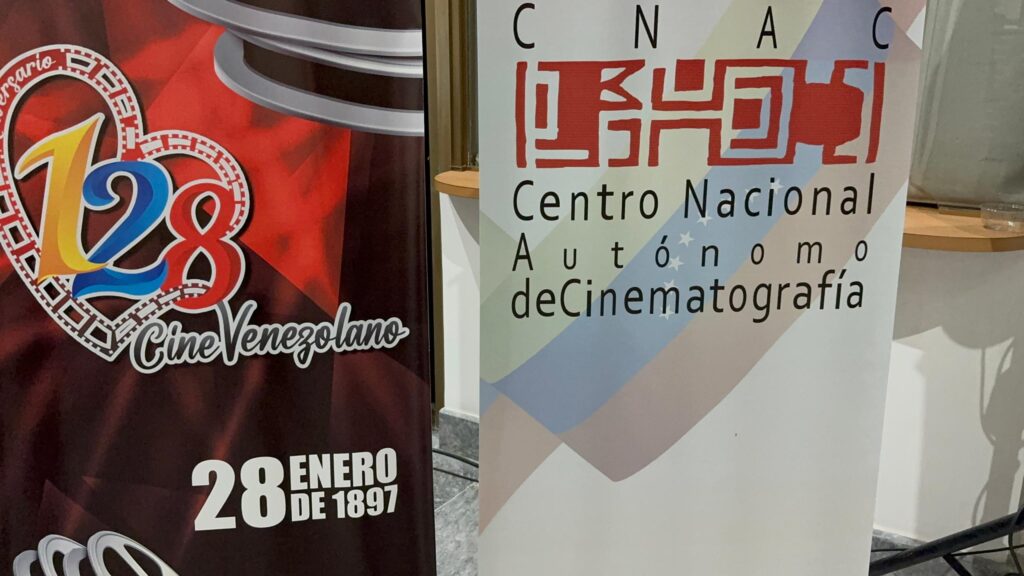 128
Cine Venezolano
28 ENERO
DE 1897
CNAC
Centro Nacional
Autónomo
deCinematografía